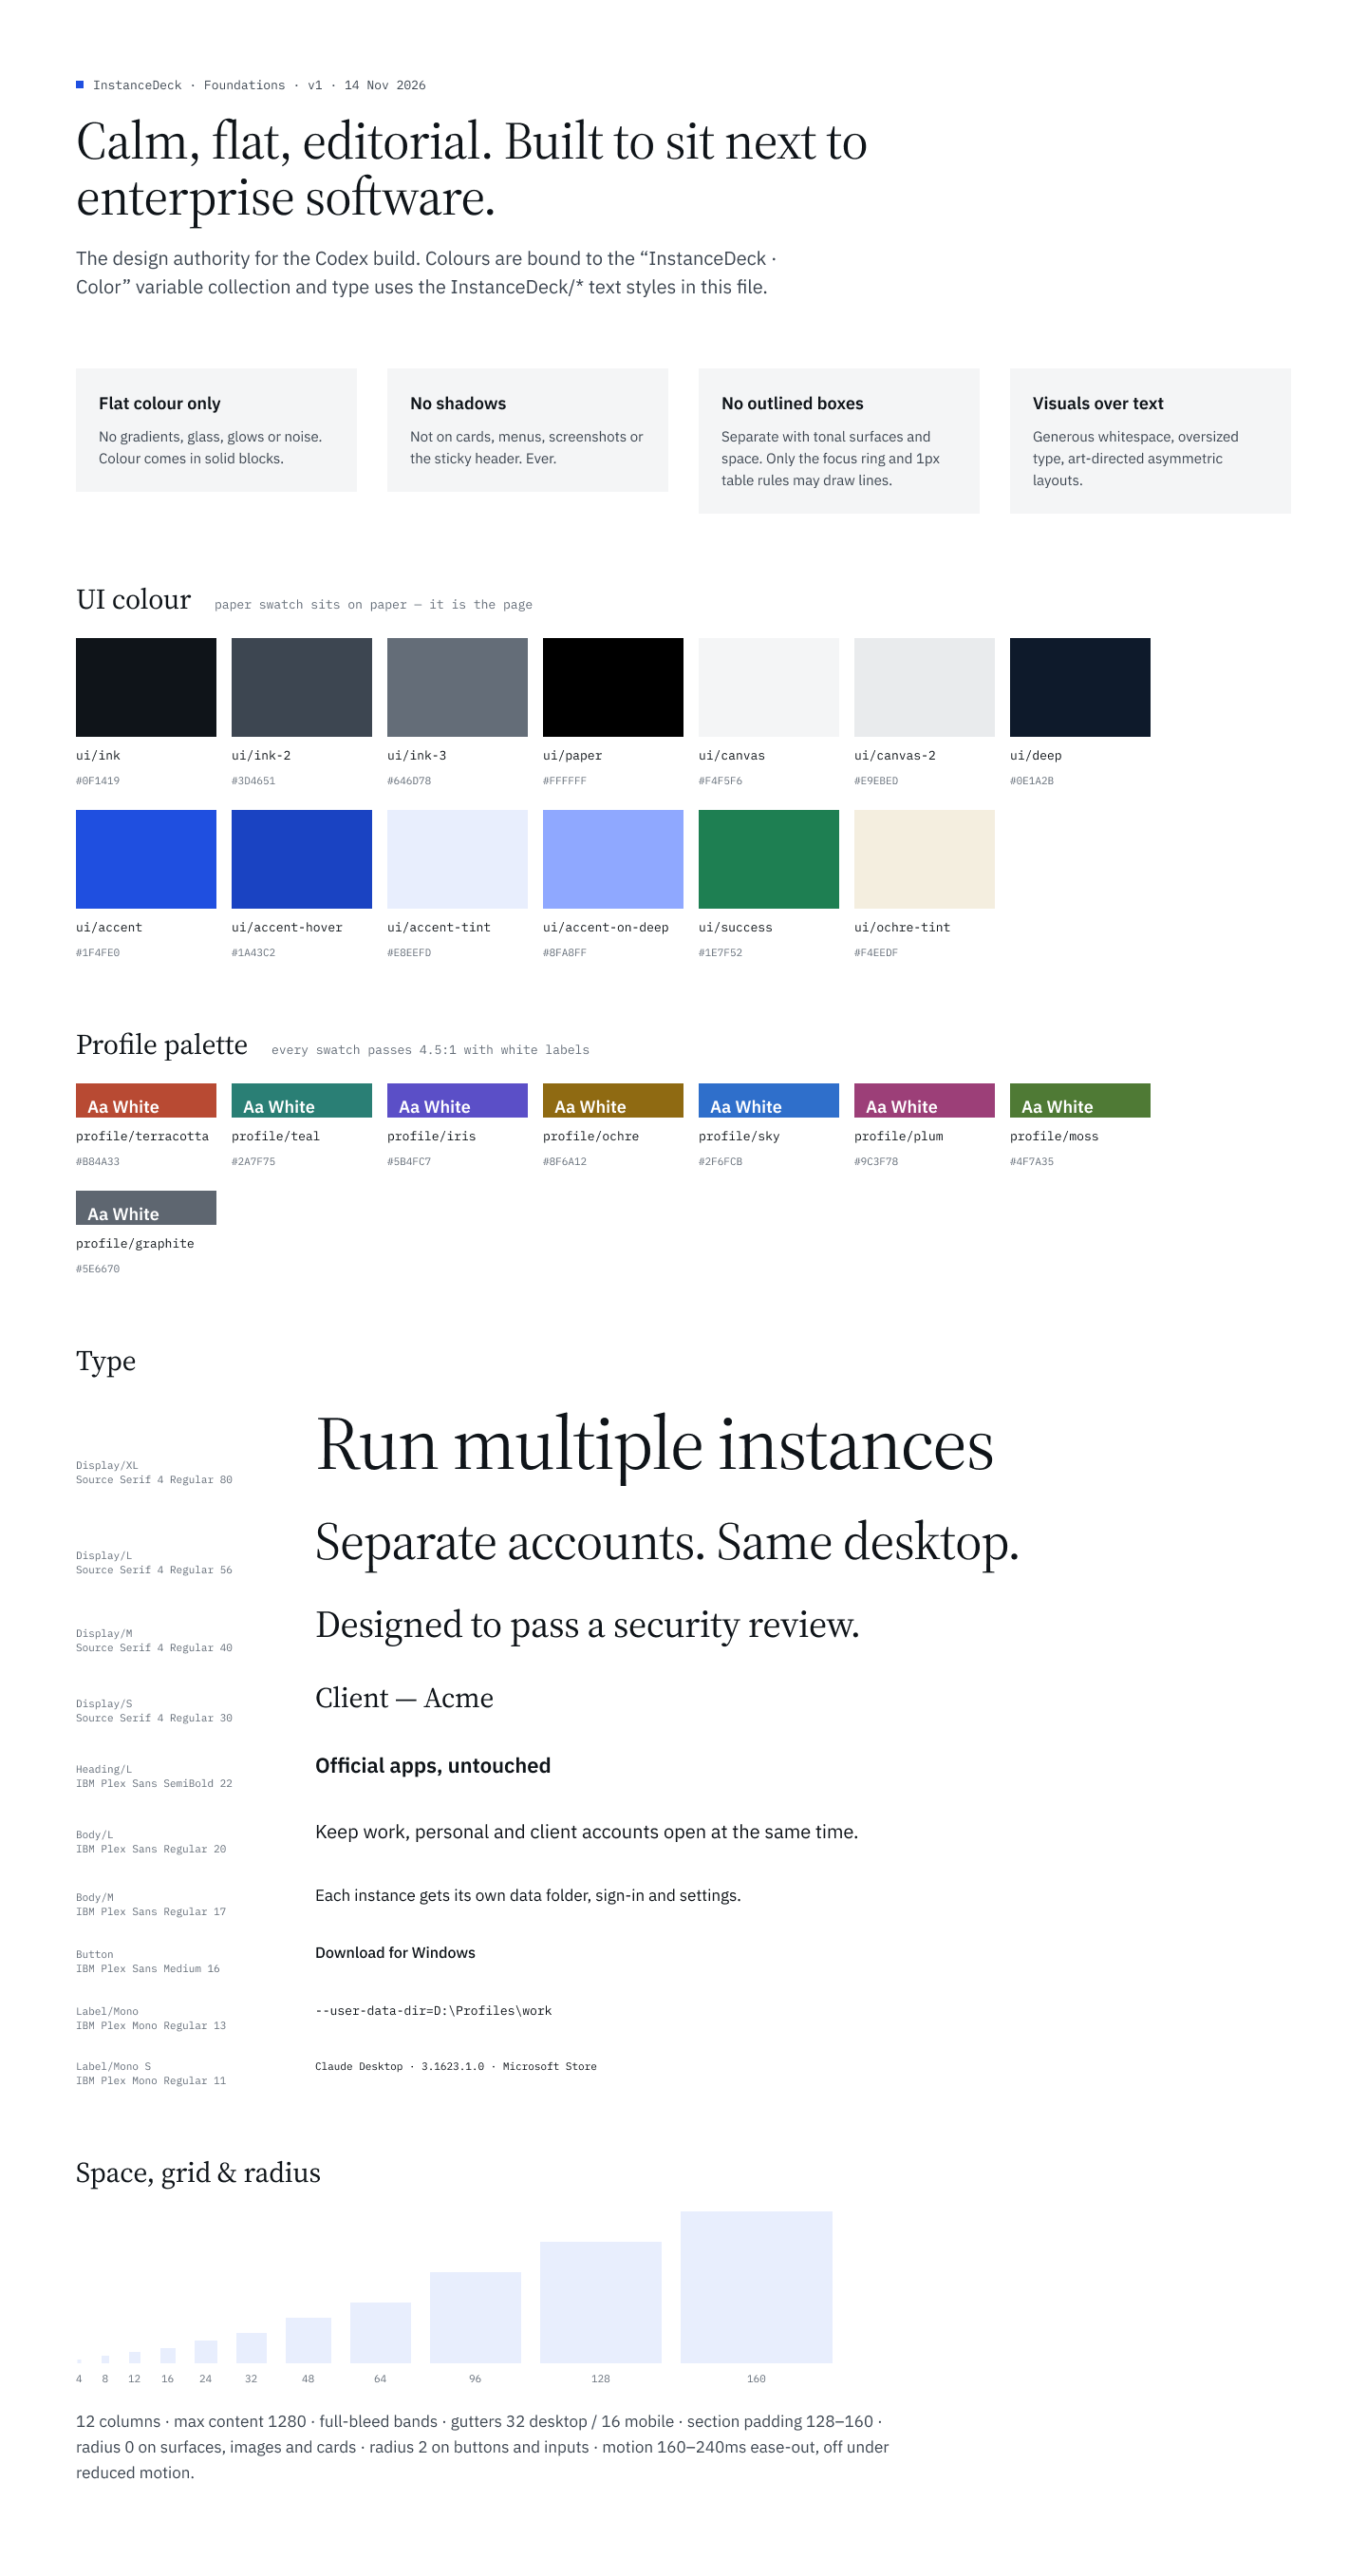 InstanceDeck · Foundations · v1 · 14 Nov 2026
Calm, flat, editorial. Built to sit next to
enterprise software.
The design authority for the Codex build. Colours are bound to the “InstanceDeck ·
Color” variable collection and type uses the InstanceDeck/* text styles in this file.
Flat colour only
No gradients, glass, glows or noise.
Colour comes in solid blocks.
No shadows
Not on cards, menus, screenshots or
the sticky header. Ever.
No outlined boxes
Separate with tonal surfaces and
space. Only the focus ring and 1px
table rules may draw lines.
Visuals over text
Generous whitespace, oversized
type, art-directed asymmetric
layouts.
UI colour
paper swatch sits on paper — it is the page
ui/ink
#0F1419
ui/ink-2
#3D4651
ui/ink-3
#646D78
ui/paper
#FFFFFF
ui/canvas
#F4F5F6
ui/canvas-2
#E9EBED
ui/deep
#0E1A2B
ui/accent
#1F4FE0
ui/accent-hover
#1A43C2
ui/accent-tint
#E8EEFD
ui/accent-on-deep
#8FA8FF
ui/success
#1E7F52
ui/ochre-tint
#F4EEDF
Profile palette
every swatch passes 4.5:1 with white labels
Aa White
profile/terracotta
#B84A33
Aa White
profile/teal
#2A7F75
Aa White
profile/iris
#5B4FC7
Aa White
profile/ochre
#8F6A12
Aa White
profile/sky
#2F6FCB
Aa White
profile/plum
#9C3F78
Aa White
profile/moss
#4F7A35
Aa White
profile/graphite
#5E6670
Type
Display/XL
Source Serif 4 Regular 80
Run multiple instances
Display/L
Source Serif 4 Regular 56
Separate accounts. Same desktop.
Display/M
Source Serif 4 Regular 40
Designed to pass a security review.
Display/S
Source Serif 4 Regular 30
Client — Acme
Heading/L
IBM Plex Sans SemiBold 22
Official apps, untouched
Body/L
IBM Plex Sans Regular 20
Keep work, personal and client accounts open at the same time.
Body/M
IBM Plex Sans Regular 17
Each instance gets its own data folder, sign-in and settings.
Button
IBM Plex Sans Medium 16
Download for Windows
Label/Mono
IBM Plex Mono Regular 13
--user-data-dir=D:\Profiles\work
Label/Mono S
IBM Plex Mono Regular 11
Claude Desktop · 3.1623.1.0 · Microsoft Store
Space, grid & radius
4 8 12 16 24 32 48 64 96 128 160
12 columns · max content 1280 · full-bleed bands · gutters 32 desktop / 16 mobile · section padding 128–160 ·
radius 0 on surfaces, images and cards · radius 2 on buttons and inputs · motion 160–240ms ease-out, off under
reduced motion.